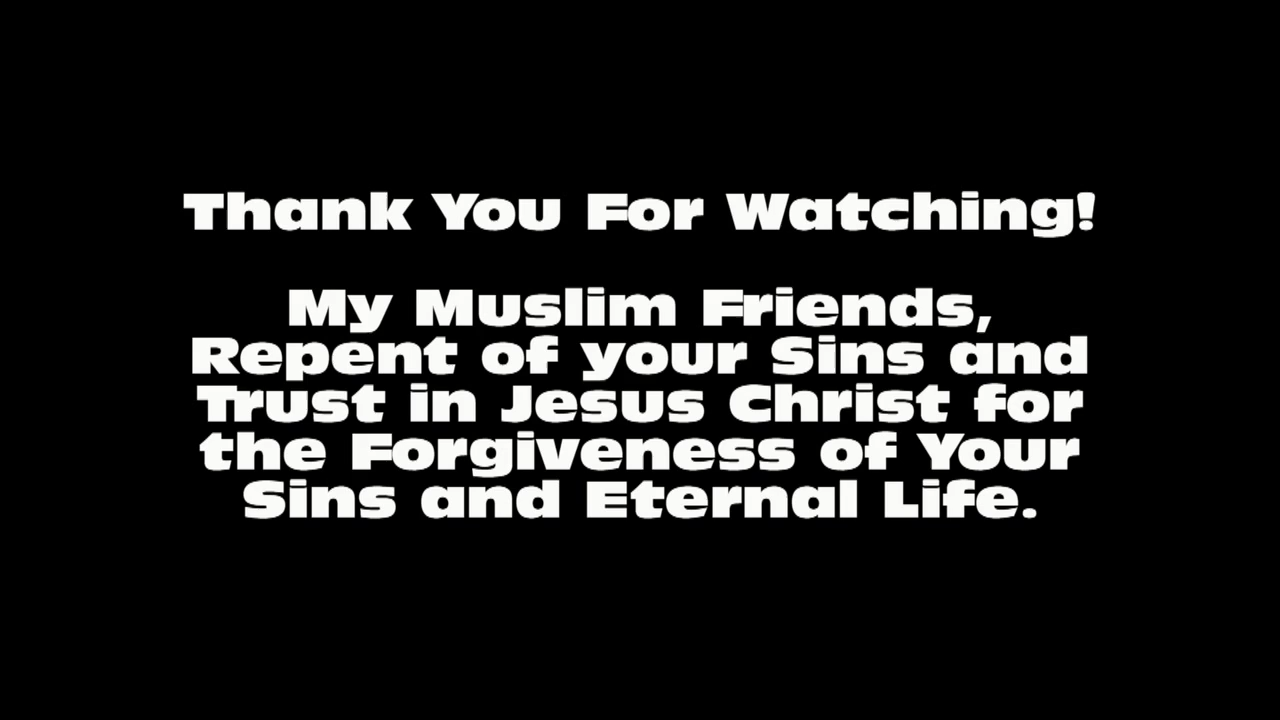 Thank You For Watching!
My Muslim Friends,
Repent of your Sins and
Trust in Jesus Christ for
the Forgiveness of Your
Sins and Eternal Life.